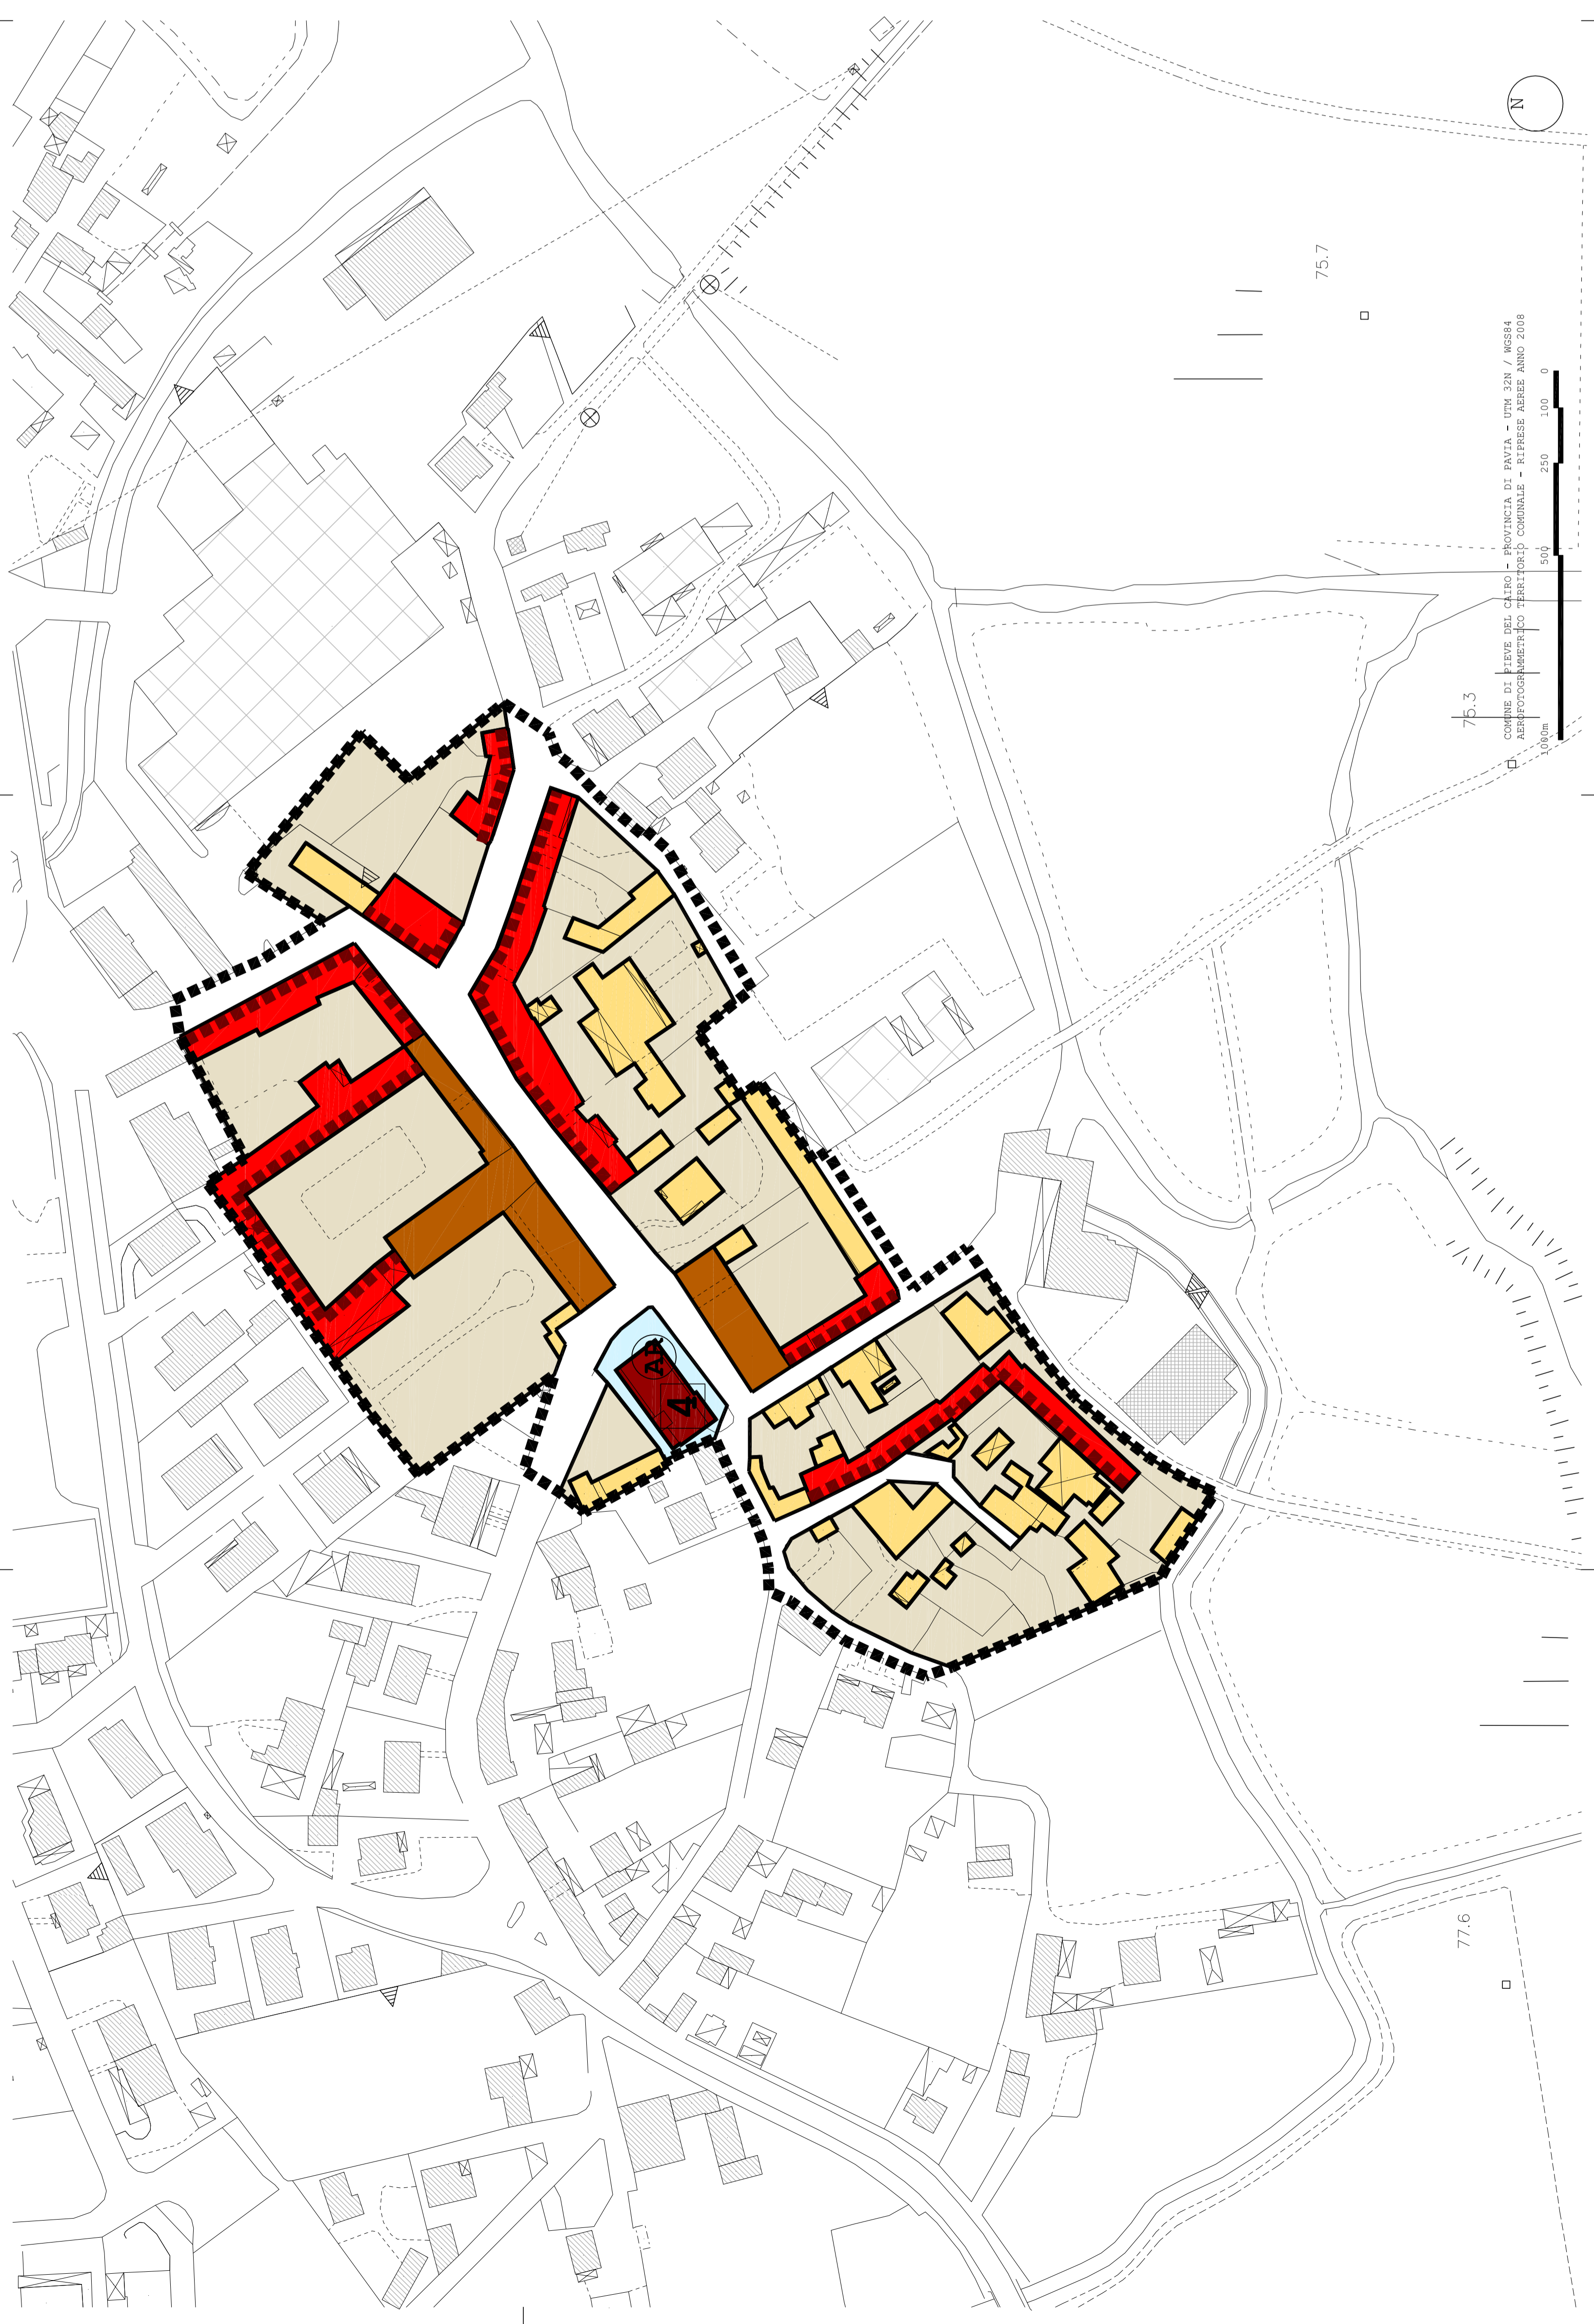 N
75.7
COMUNE DI PIEVE DEL CAIRO - PROVINCIA DI PAVIA - UTM 32N / WGS84
AEROFOTOGRAMMETRICO TERRITORIO COMUNALE - RIPRESE AEREE ANNO 2008
0
100
250
500
1000m
75.3
AR
4
77.6